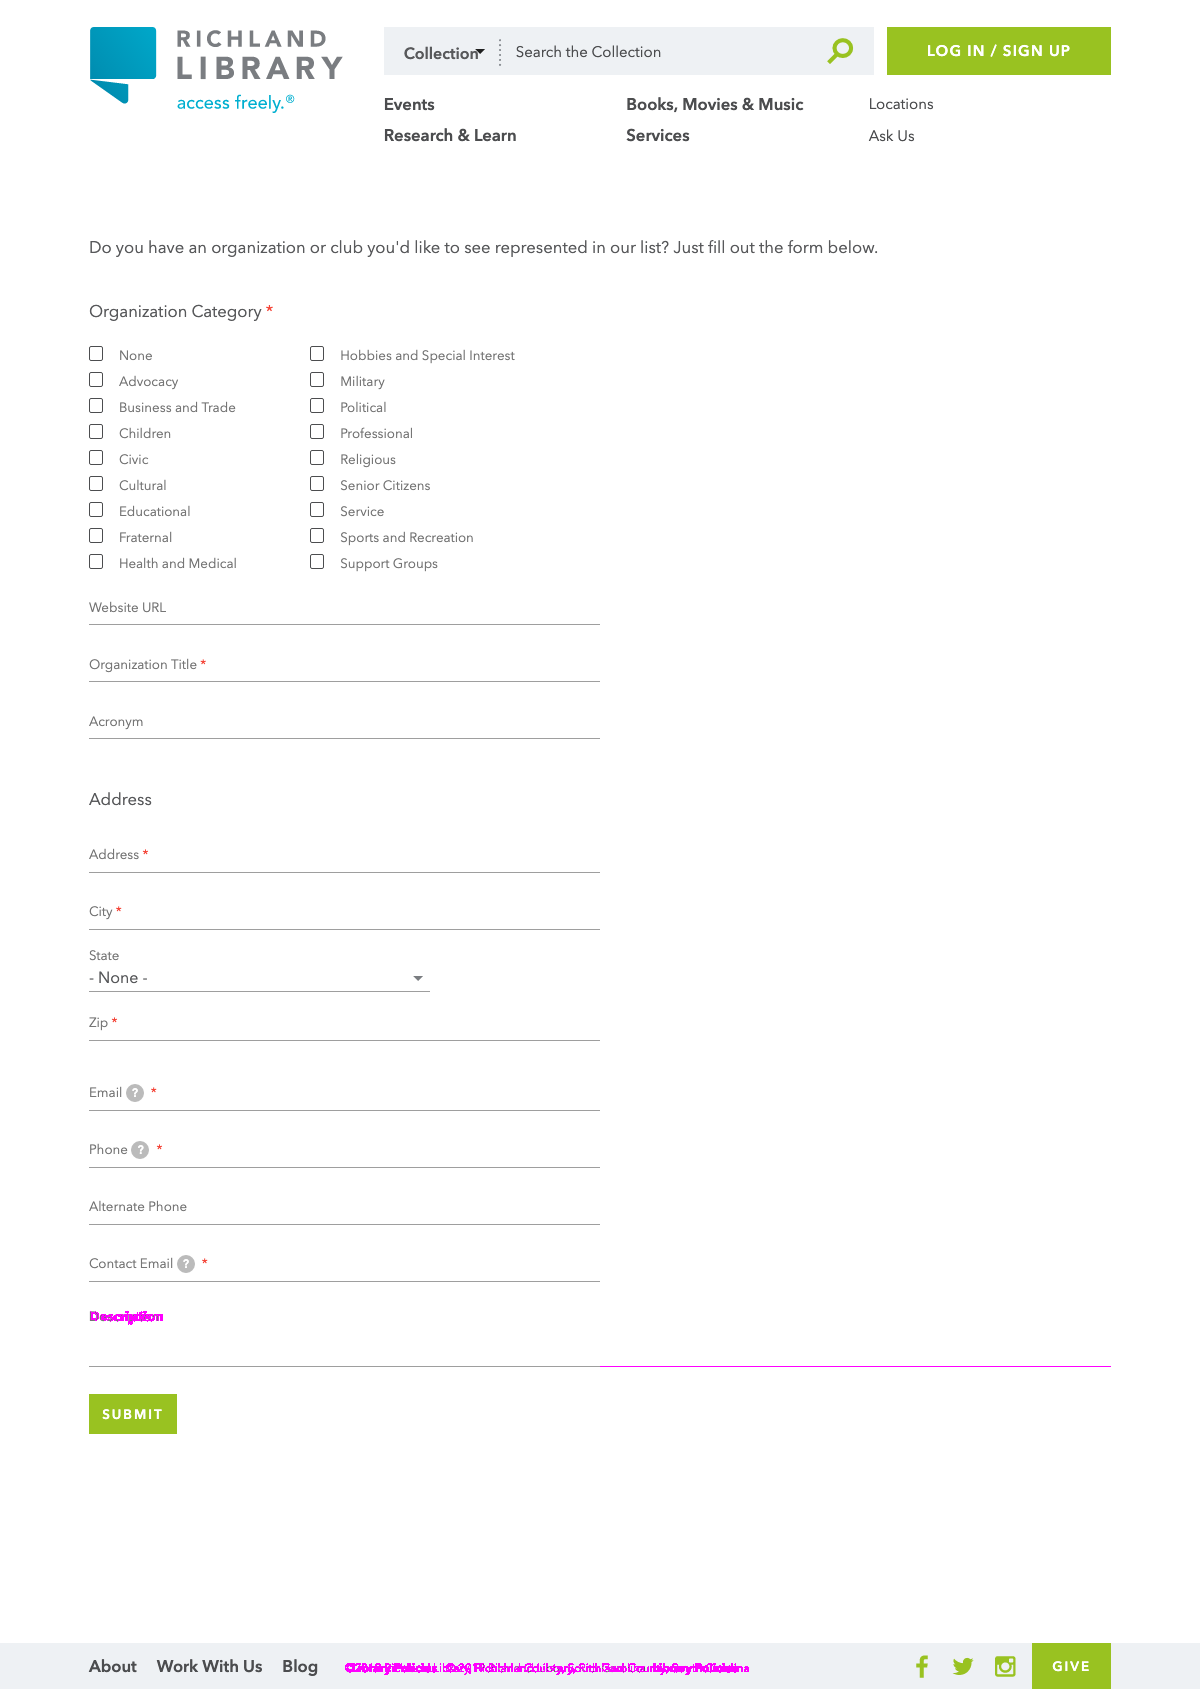 RICHLAND
LIBRARY
access freely.®
Collection
Search the Collection
LOG IN / SIGN UP
Events
Books, Movies & Music
Locations
Research & Learn
Services
Ask Us
Do you have an organization or club you'd like to see represented in our list? Just fill out the form below.
Organization Category *
None
Advocacy
Business and Trade
Children
Civic
Cultural
Educational
Fraternal
Health and Medical
Hobbies and Special Interest
Military
Political
Professional
Religious
Senior Citizens
Service
Sports and Recreation
Support Groups
Website URL
Organization Title *
Acronym
Address
Address *
City *
State
- None -
Zip *
Email ? *
Phone ? *
Alternate Phone
Contact Email ? *
Description
SUBMIT
About Work With Us Blog
GIVE